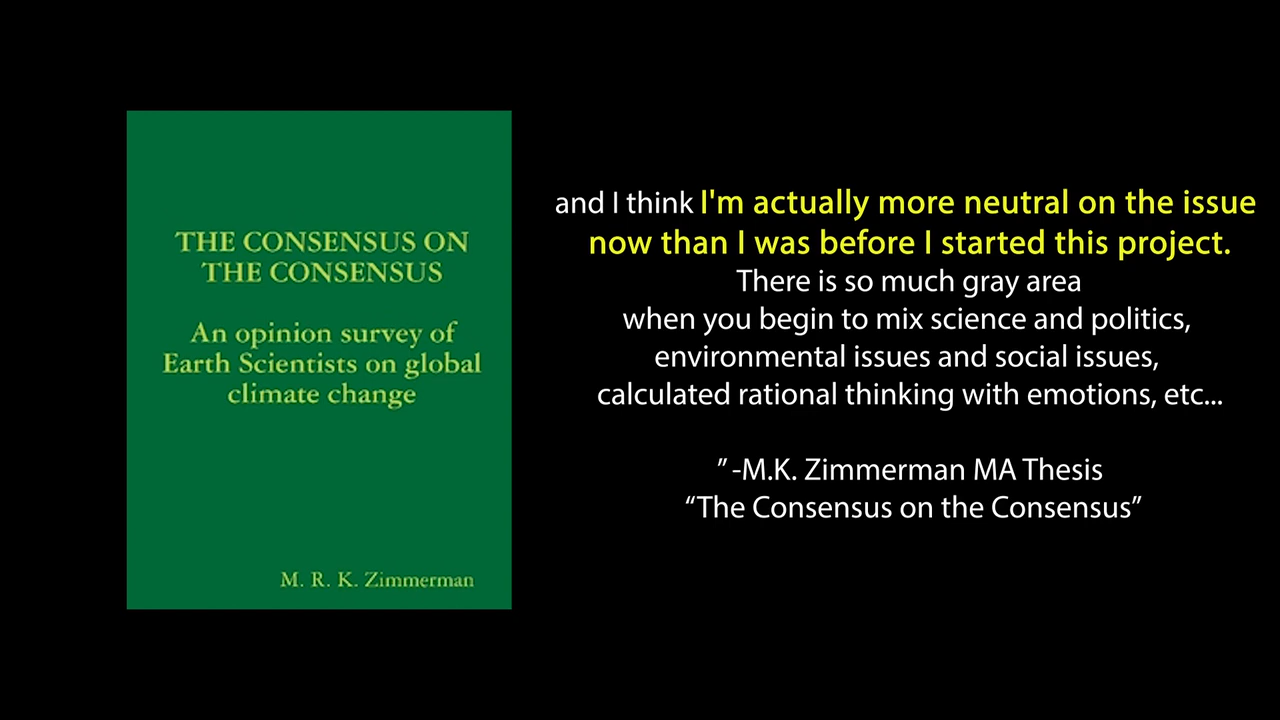 THE CONSENSUS ON
THE CONSENSUS
An opinion survey of
Earth Scientists on global
climate change
M. R. K. Zimmerman
and I think I'm actually more neutral on the issue
now than I was before I started this project.
There is so much gray area
when you begin to mix science and politics,
environmental issues and social issues,
calculated rational thinking with emotions, etc...
” -M.K. Zimmerman MA Thesis
“The Consensus on the Consensus”